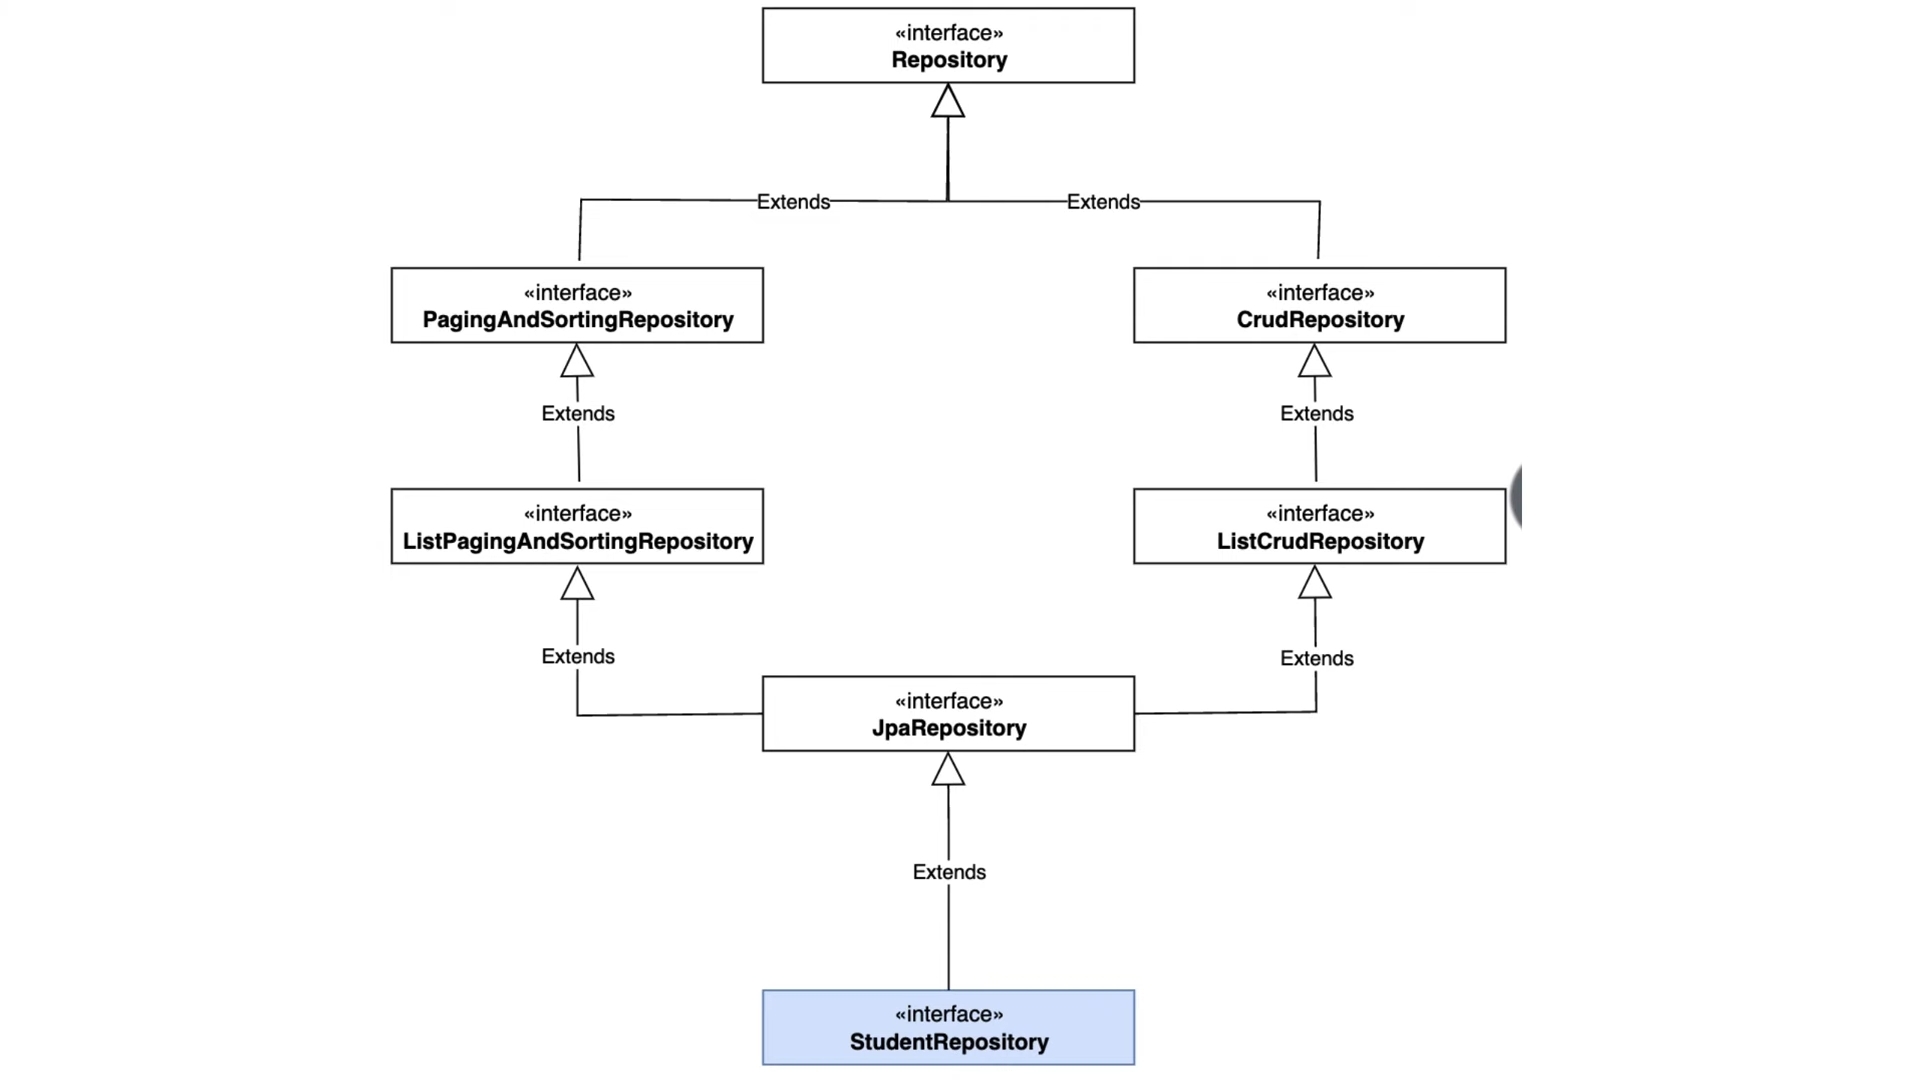 «interface»
Repository
Extends
Extends
«interface»
PagingAndSortingRepository
«interface»
CrudRepository
Extends
Extends
«interface»
ListPagingAndSortingRepository
«interface»
ListCrudRepository
Extends
Extends
«interface»
JpaRepository
Extends
«interface»
StudentRepository